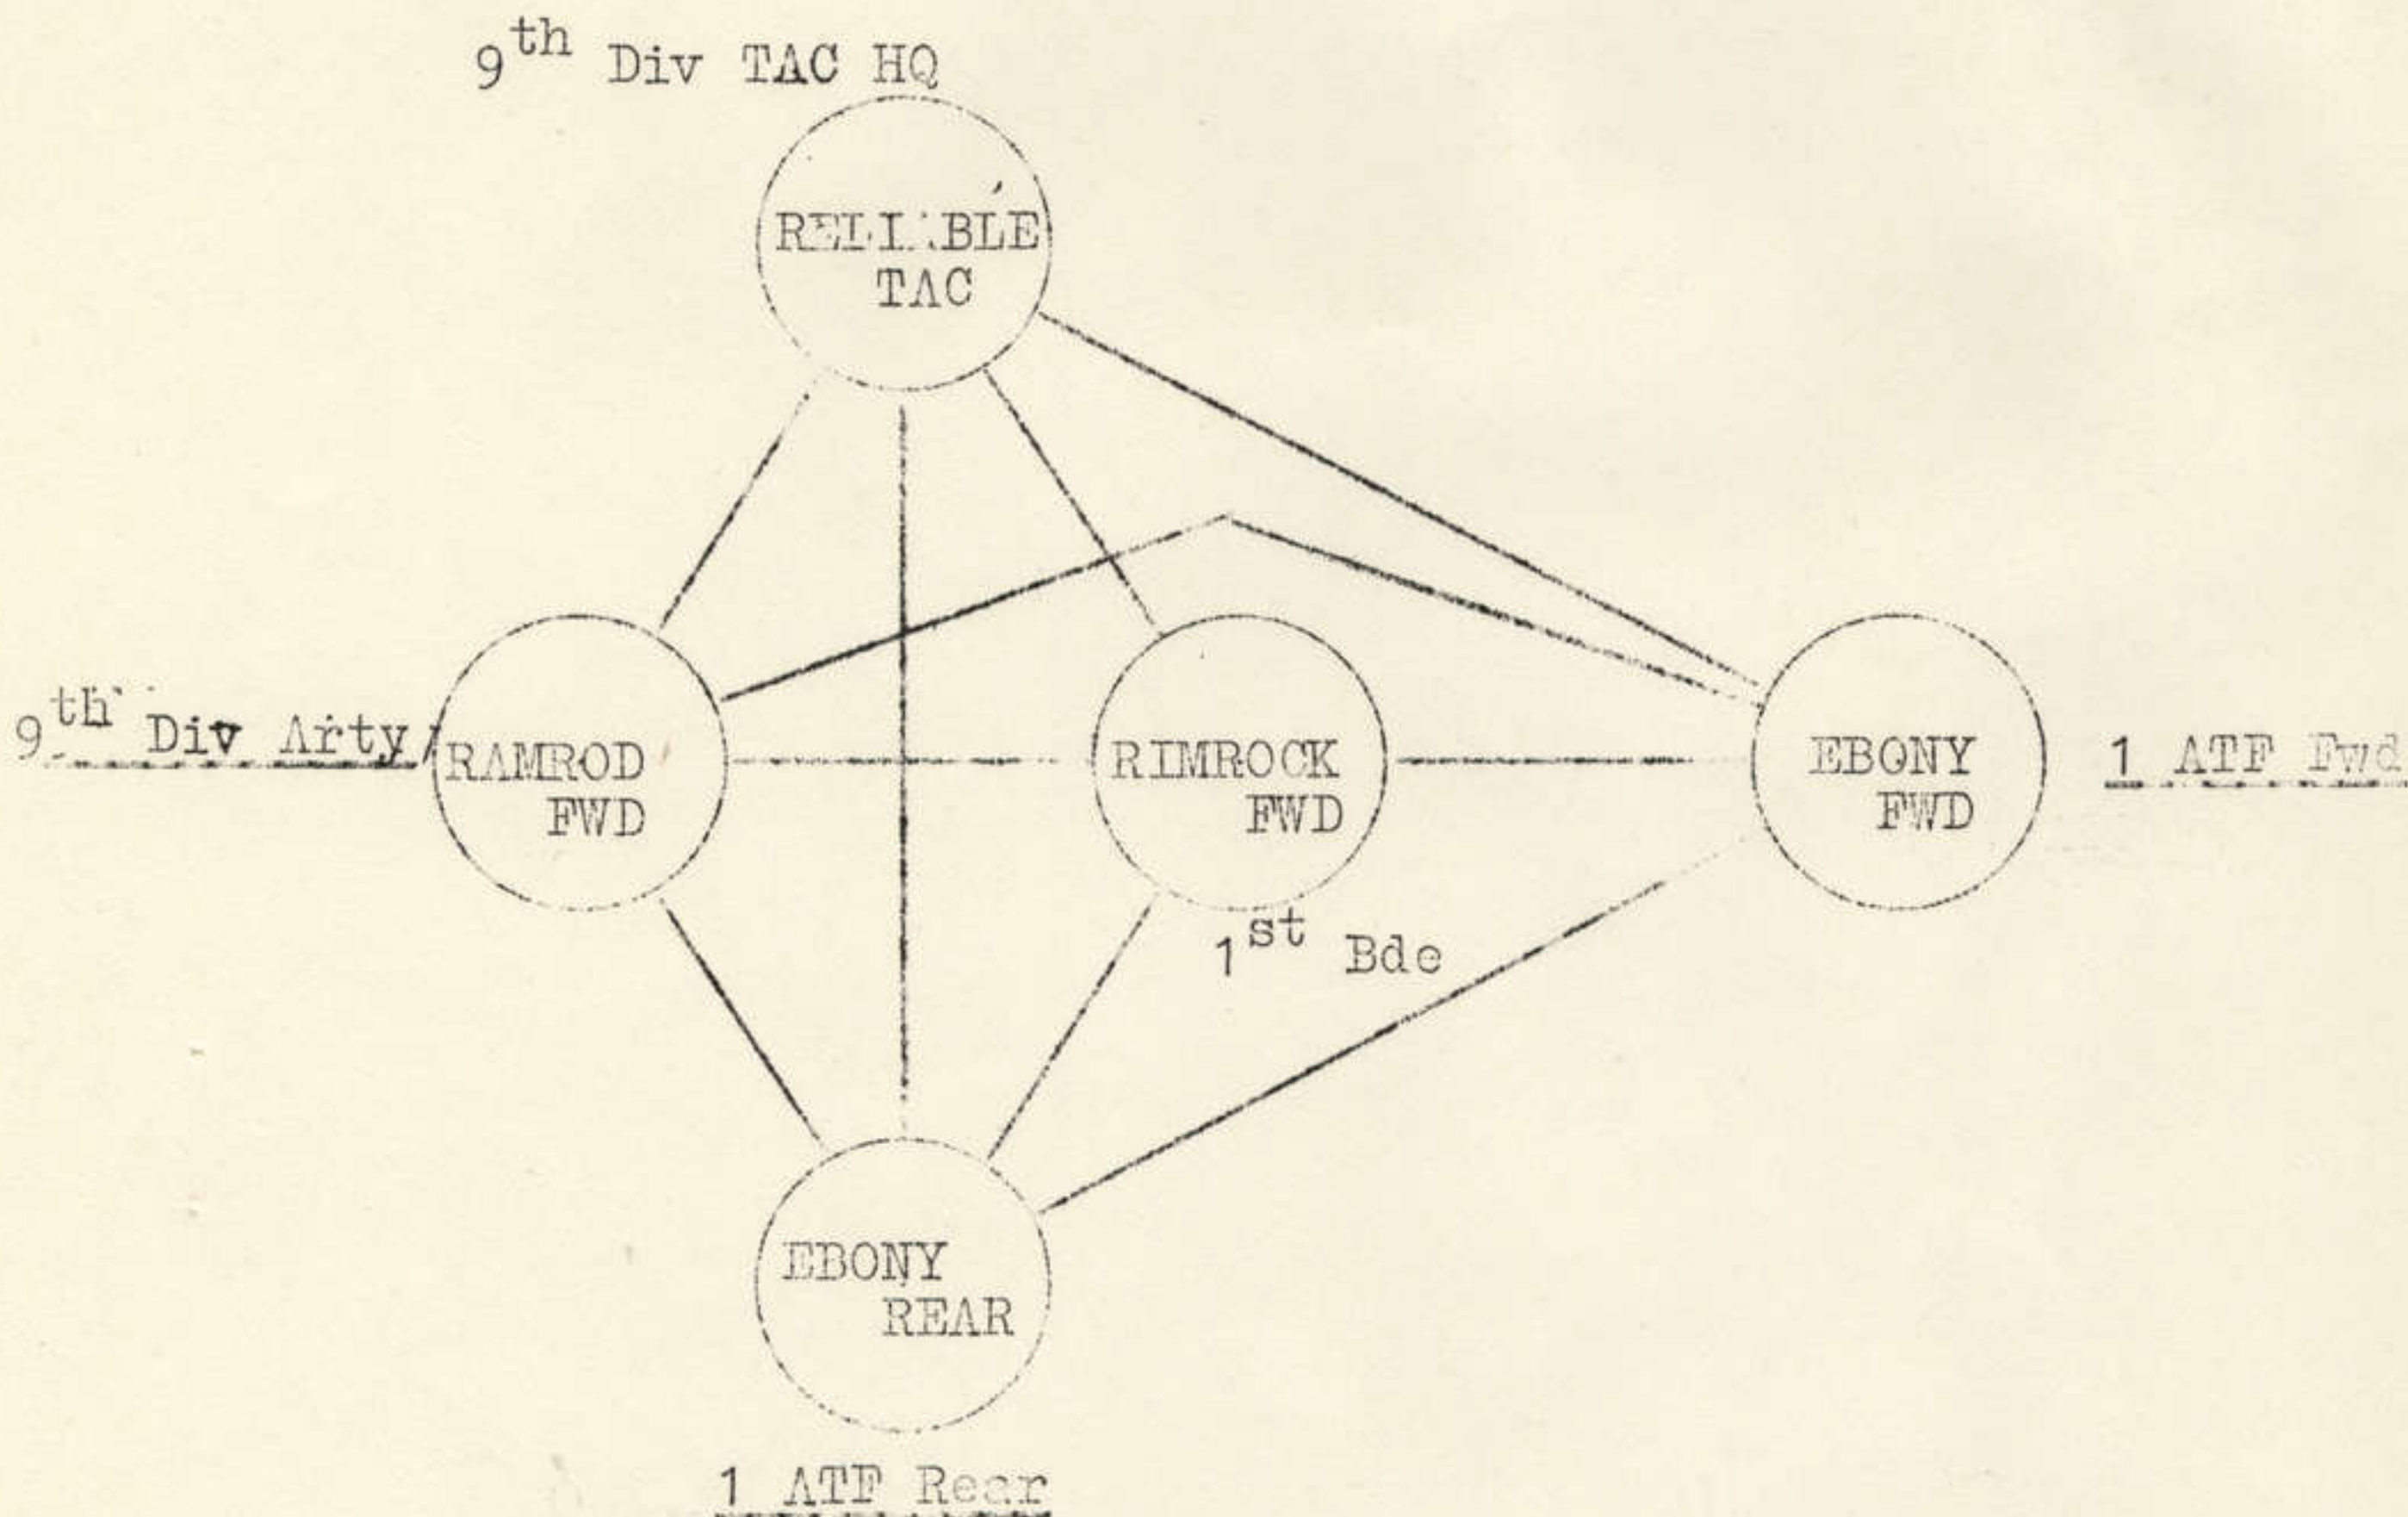 9th Div TAC HQ
RELIABLE
TAC
9th Div Arty
RAMROD
FWD
RIMROCK
FWD
EBONY
FWD
1 ATF Fwd
1st Bde
EBONY
REAR
1 ATF Rear